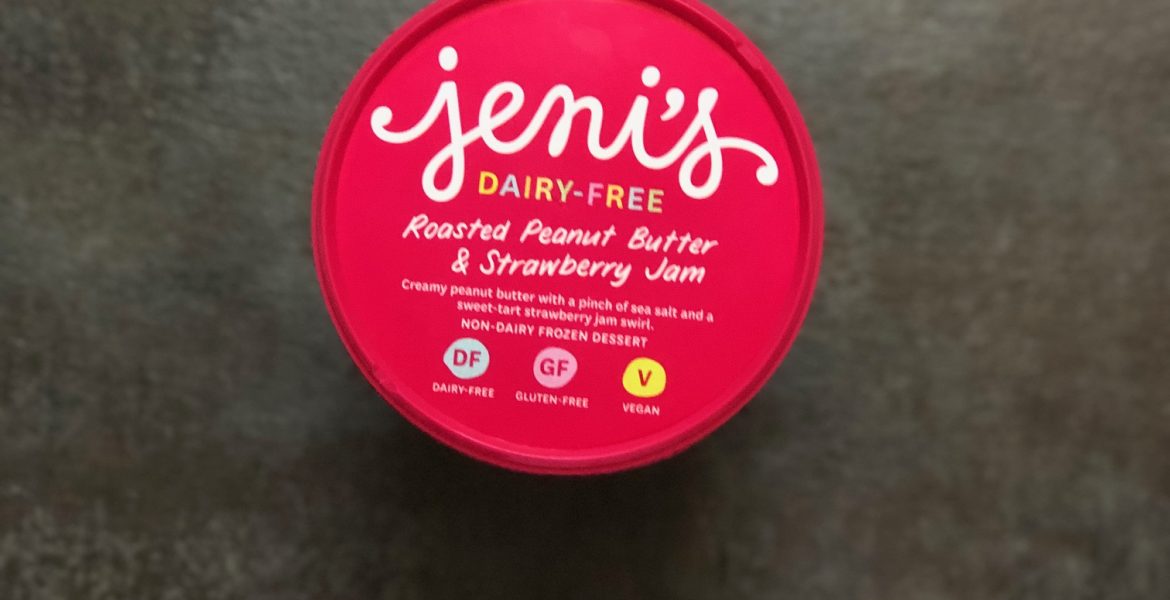 jeni's
DAIRY-FREE
Roasted Peanut Butter
& Strawberry Jam
Creamy peanut butter with a pinch of sea salt and a
sweet-tart strawberry jam swirl.
NON-DAIRY FROZEN DESSERT
DF GF V
DAIRY-FREE GLUTEN-FREE VEGAN